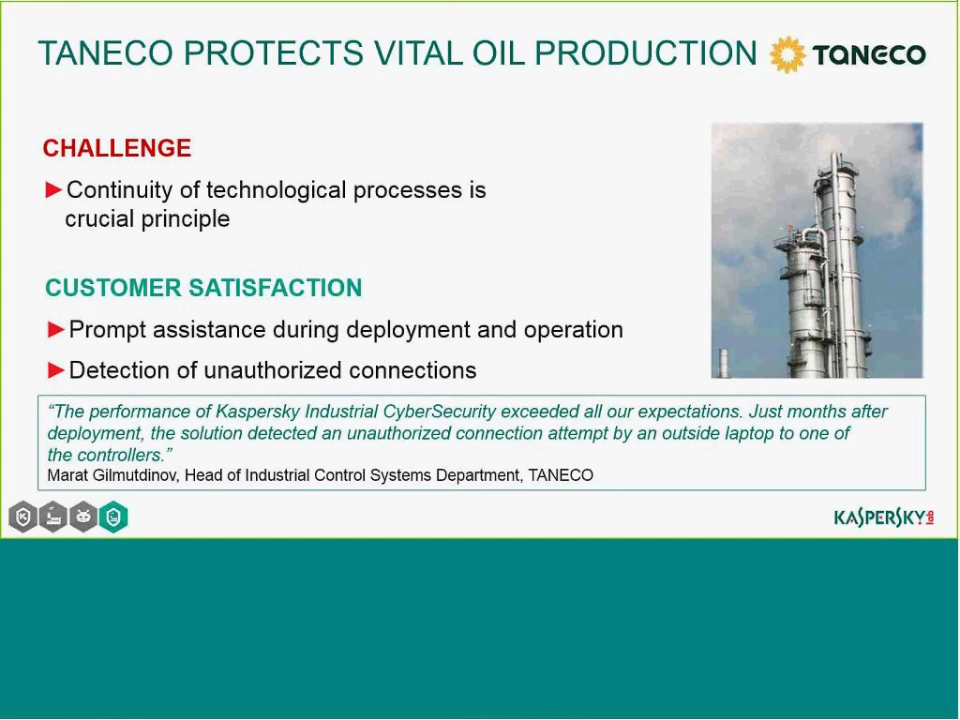 TANECO PROTECTS VITAL OIL PRODUCTION
TANECO
CHALLENGE
►Continuity of technological processes is
crucial principle
CUSTOMER SATISFACTION
►Prompt assistance during deployment and operation
►Detection of unauthorized connections
“The performance of Kaspersky Industrial CyberSecurity exceeded all our expectations. Just months after
deployment, the solution detected an unauthorized connection attempt by an outside laptop to one of
the controllers.”
Marat Gilmutdinov, Head of Industrial Control Systems Department, TANECO
KASPERSKY lab